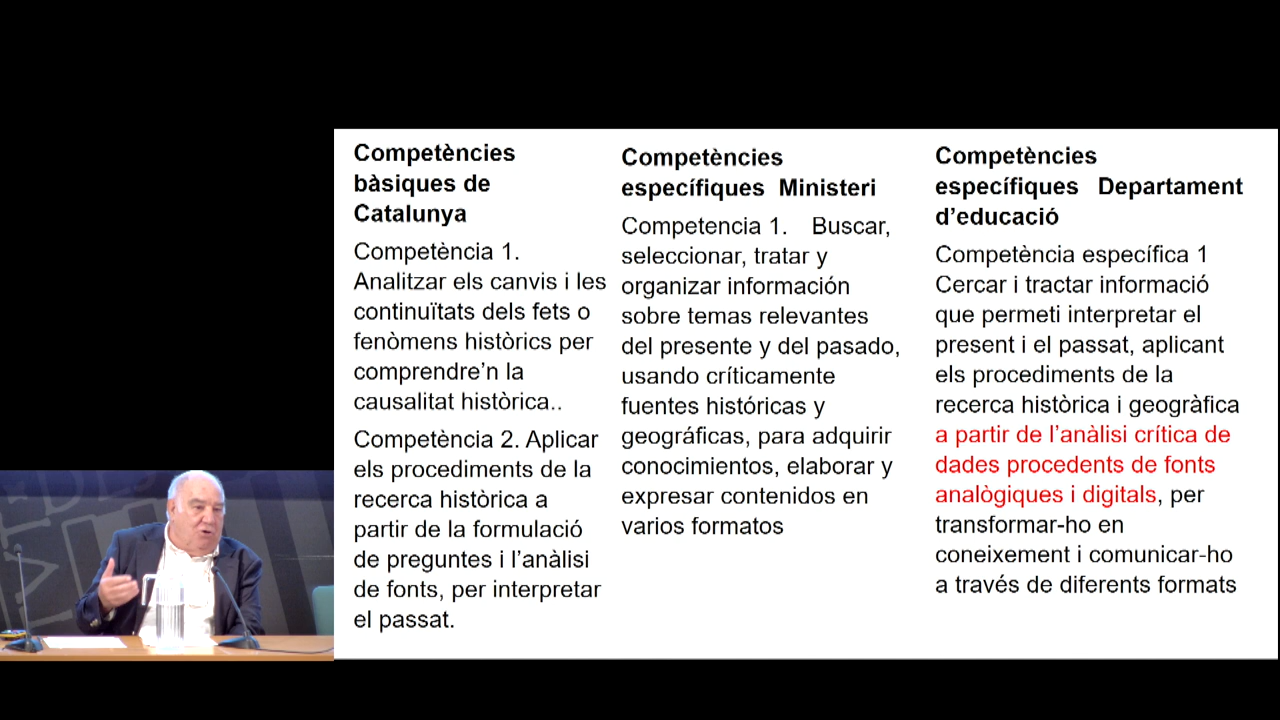 Competències
bàsiques de
Catalunya
Competència 1.
Analitzar els canvis i les
continuïtats dels fets o
fenòmens històrics per
comprendre’n la
causalitat històrica..
Competència 2. Aplicar
els procediments de la
recerca històrica a
partir de la formulació
de preguntes i l’anàlisi
de fonts, per interpretar
el passat.
Competències
específiques Ministeri
Competencia 1. Buscar,
seleccionar, tratar y
organizar información
sobre temas relevantes
del presente y del pasado,
usando críticamente
fuentes históricas y
geográficas, para adquirir
conocimientos, elaborar y
expresar contenidos en
varios formatos
Competències
específiques Departament
d’educació
Competència específica 1
Cercar i tractar informació
que permeti interpretar el
present i el passat, aplicant
els procediments de la
recerca històrica i geogràfica
a partir de l’anàlisi crítica de
dades procedents de fonts
analògiques i digitals, per
transformar-ho en
coneixement i comunicar-ho
a través de diferents formats